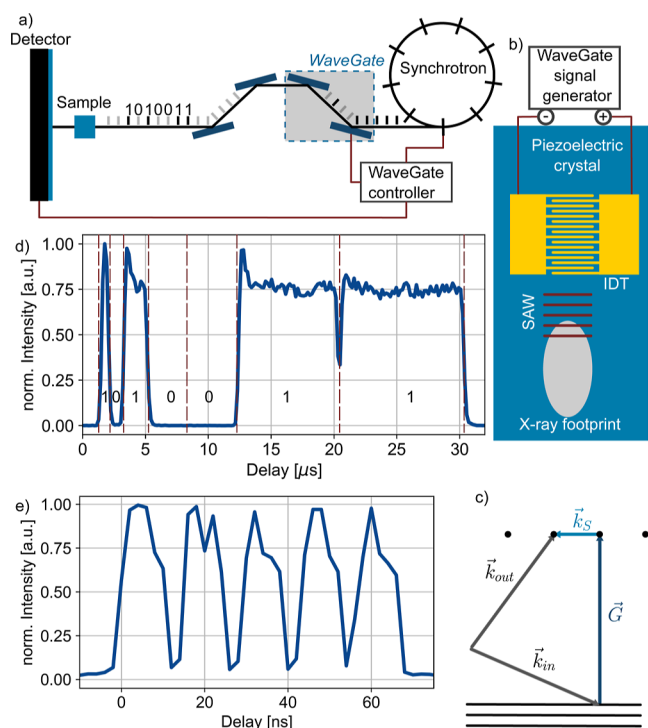 a)
Detector
Sample
1010011
WaveGate
Synchrotron
WaveGate
controller
b)
WaveGate
signal
generator
-
+
Piezoelectric
crystal
IDT
SAW
X-ray footprint
d)
norm. Intensity [a.u.]
1.00
0.75
0.50
0.25
0.00
1 0 1 0 0 1 1
0 5 10 15 20 25 30
Delay [μs]
e)
norm. Intensity [a.u.]
1.00
0.75
0.50
0.25
0.00
0 20 40 60
Delay [ns]
c)
k_S
k_out
G
k_in